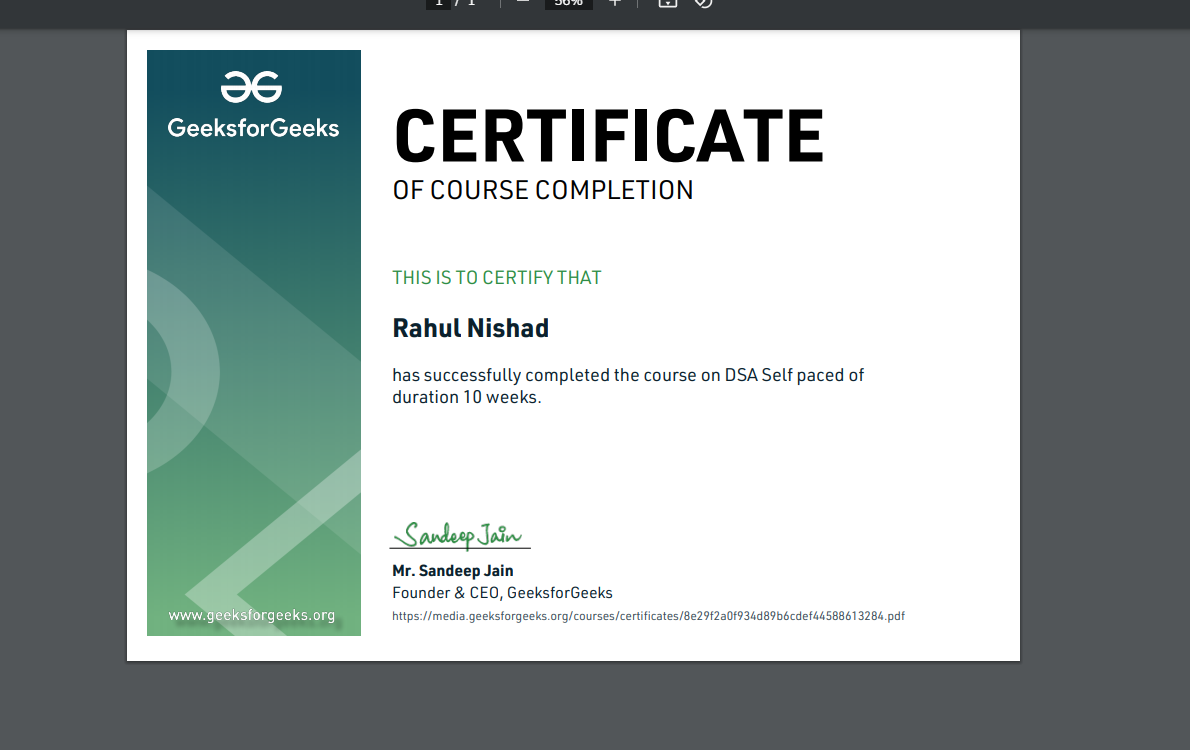 1 / 1 56%
GeeksforGeeks
CERTIFICATE
OF COURSE COMPLETION
THIS IS TO CERTIFY THAT
Rahul Nishad
has successfully completed the course on DSA Self paced of
duration 10 weeks.
Sandeep Jain
Mr. Sandeep Jain
Founder & CEO, GeeksforGeeks
https://media.geeksforgeeks.org/courses/certificates/8e29f2a0f934d89b6cdef44588613284.pdf
www.geeksforgeeks.org